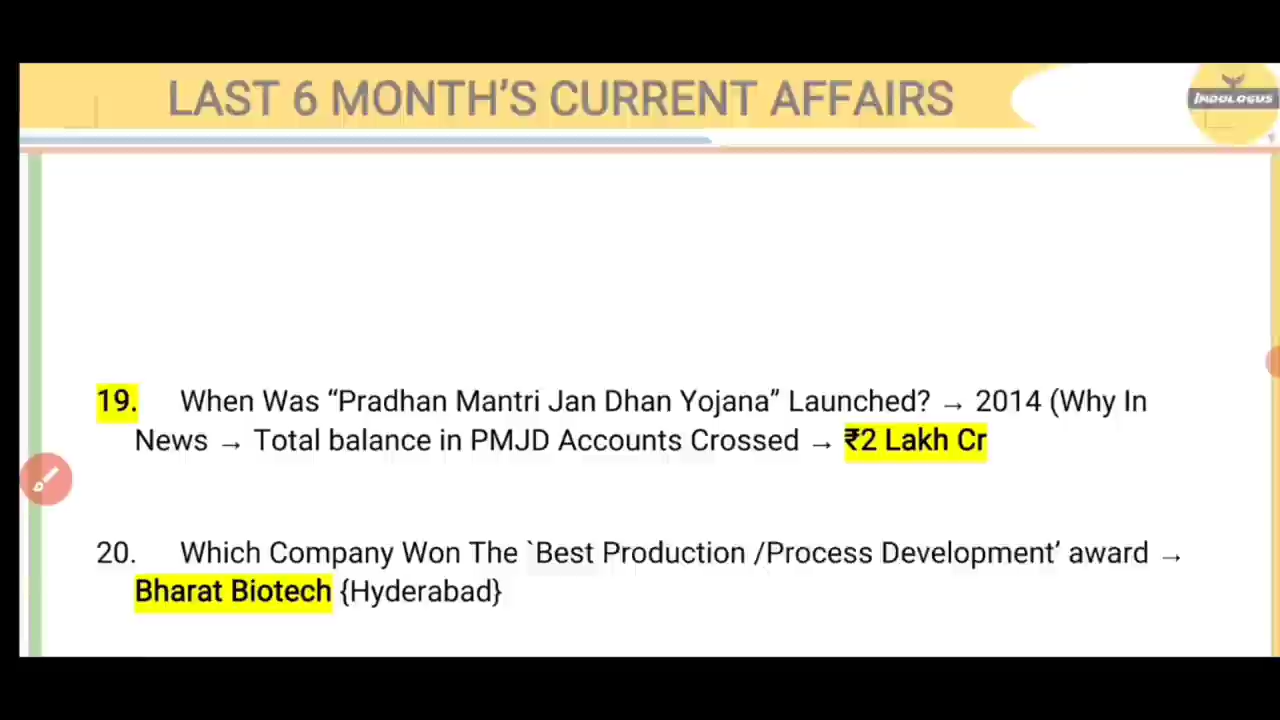 LAST 6 MONTH’S CURRENT AFFAIRS
INDOLOGUS
19. When Was “Pradhan Mantri Jan Dhan Yojana” Launched? → 2014 (Why In
News → Total balance in PMJD Accounts Crossed → ₹2 Lakh Cr
20. Which Company Won The `Best Production /Process Development’ award →
Bharat Biotech {Hyderabad}